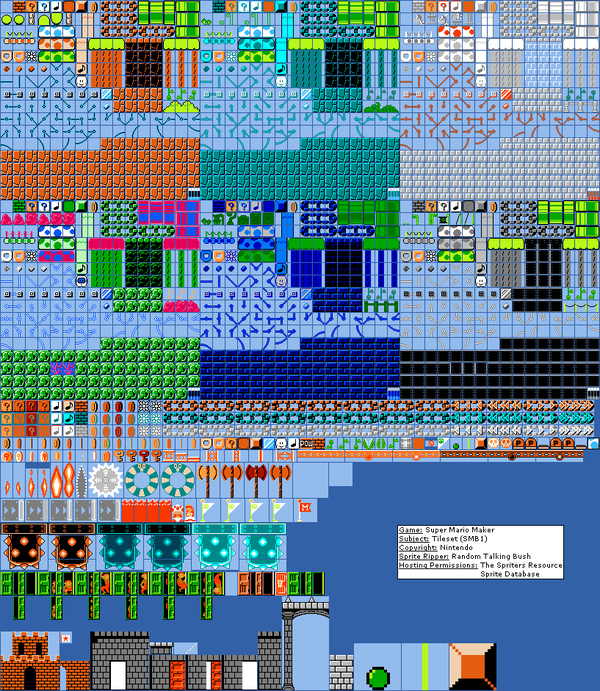 POW
M
Game: Super Mario Maker
Subject: Tileset (SMB1)
Copyright: Nintendo
Sprite Ripper: Random Talking Bush
Hosting Permissions: The Spriters Resource
Sprite Database